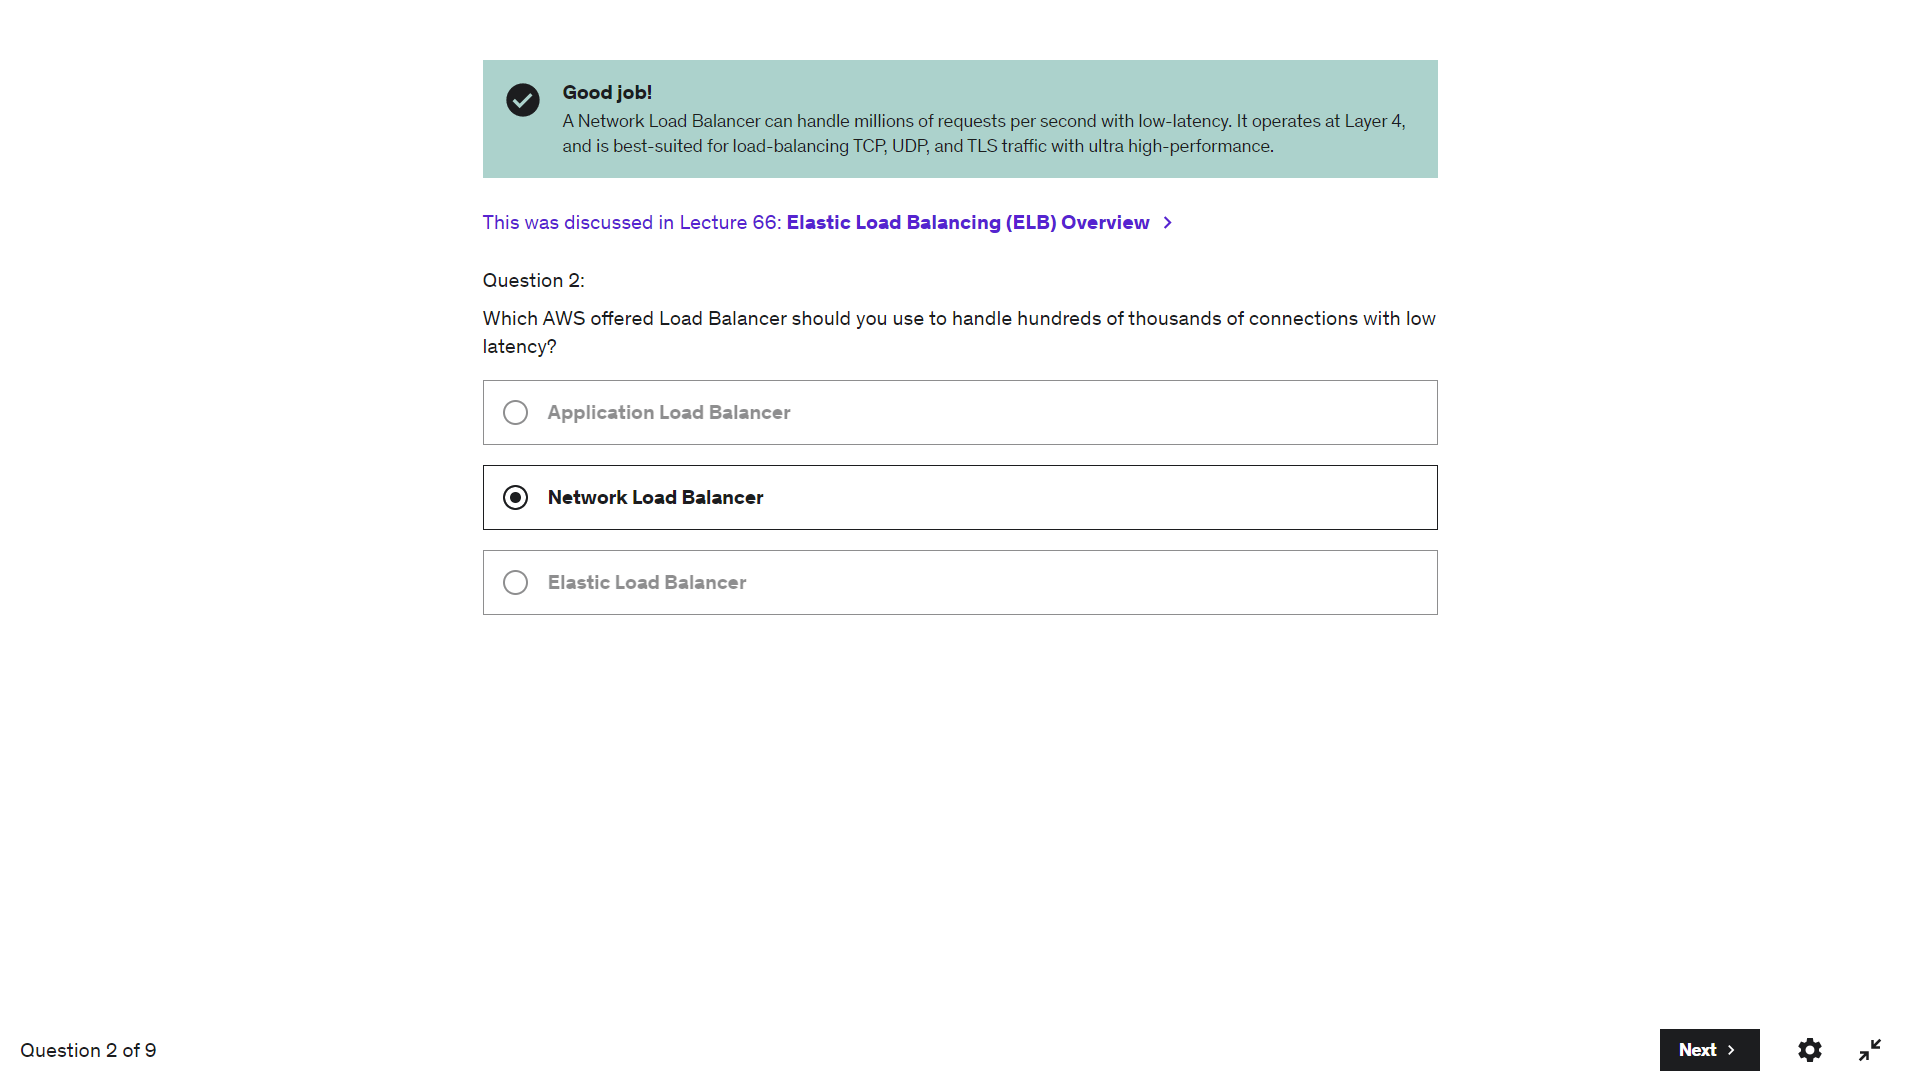 Good job!
A Network Load Balancer can handle millions of requests per second with low-latency. It operates at Layer 4,
and is best-suited for load-balancing TCP, UDP, and TLS traffic with ultra high-performance.
This was discussed in Lecture 66: Elastic Load Balancing (ELB) Overview
Question 2:
Which AWS offered Load Balancer should you use to handle hundreds of thousands of connections with low
latency?
Application Load Balancer
Network Load Balancer
Elastic Load Balancer
Question 2 of 9
Next